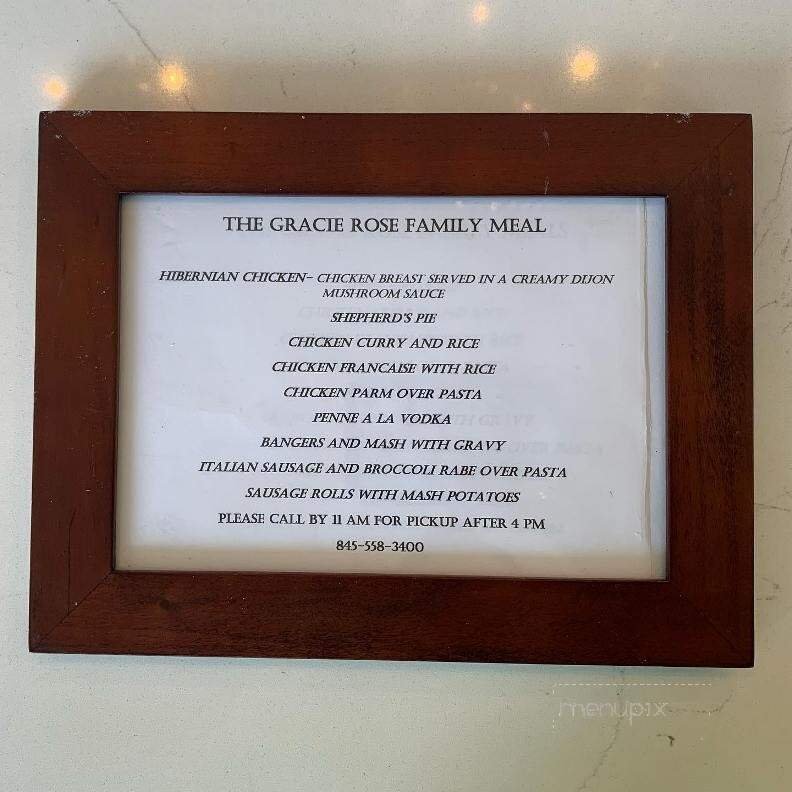 THE GRACIE ROSE FAMILY MEAL
HIBERNIAN CHICKEN- CHICKEN BREAST SERVED IN A CREAMY DIJON
MUSHROOM SAUCE
SHEPHERD'S PIE
CHICKEN CURRY AND RICE
CHICKEN FRANCAISE WITH RICE
CHICKEN PARM OVER PASTA
PENNE A LA VODKA
BANGERS AND MASH WITH GRAVY
ITALIAN SAUSAGE AND BROCCOLI RABE OVER PASTA
SAUSAGE ROLLS WITH MASH POTATOES
PLEASE CALL BY 11 AM FOR PICKUP AFTER 4 PM
845-558-3400
menupix